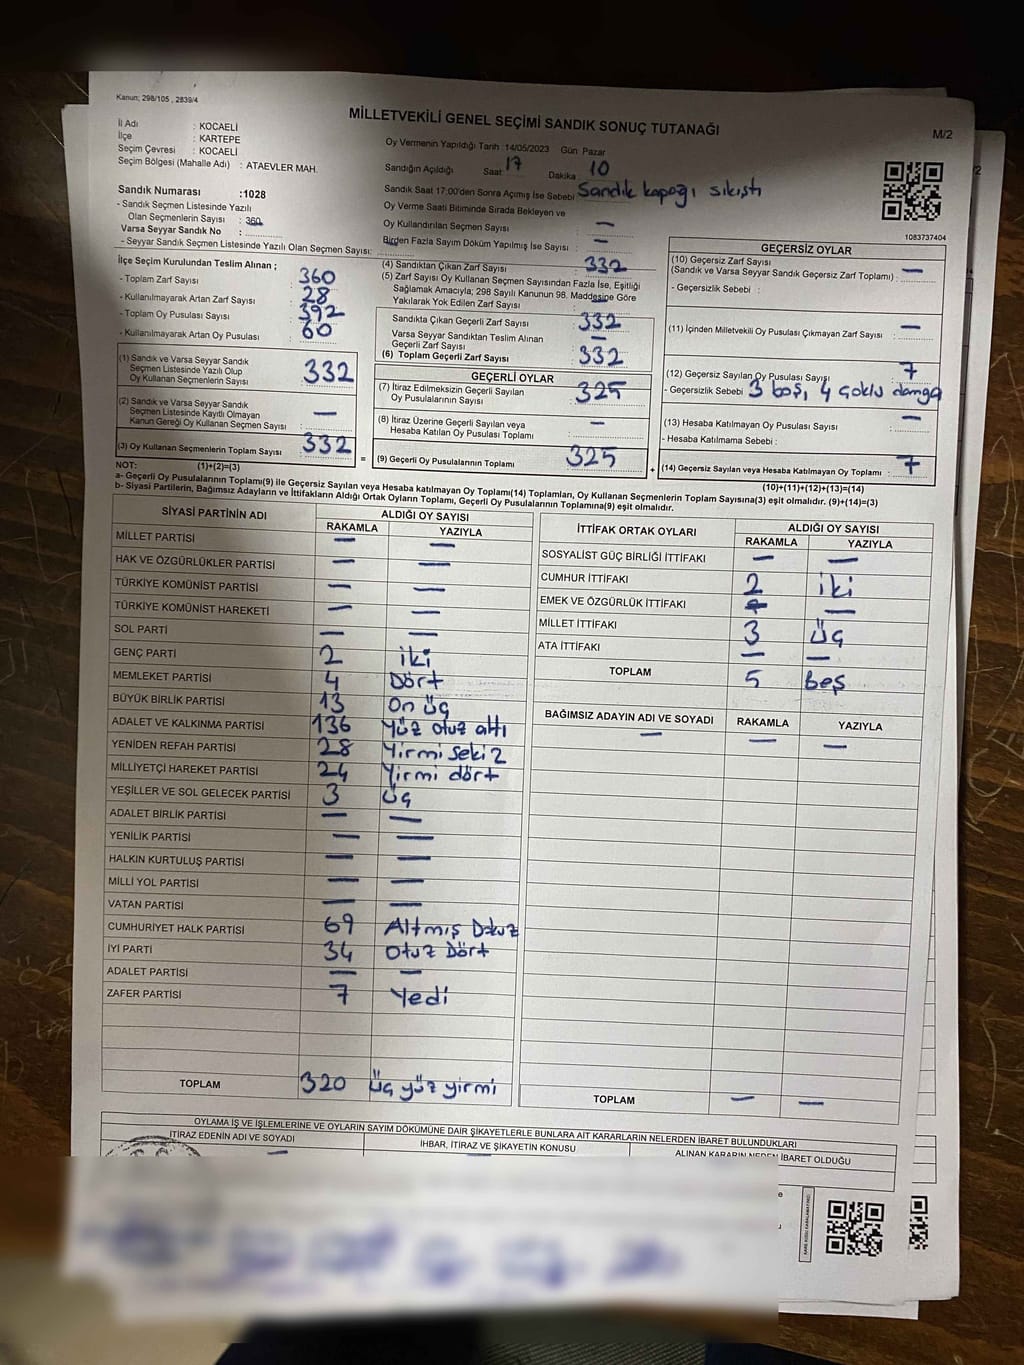 Kanun; 298/105 , 2839/4
MİLLETVEKİLİ GENEL SEÇİMİ SANDIK SONUÇ TUTANAĞI
M/2
İl Adı : KOCAELİ
İlçe : KARTEPE
Seçim Çevresi : KOCAELİ
Seçim Bölgesi (Mahalle Adı) : ATAEVLER MAH.
Sandık Numarası :1028
- Sandık Seçmen Listesinde Yazılı
Olan Seçmenlerin Sayısı : 360
Varsa Seyyar Sandık No :
- Seyyar Sandık Seçmen Listesinde Yazılı Olan Seçmen Sayısı:
Oy Vermenin Yapıldığı Tarih :14/05/2023 Gün Pazar
Sandığın Açıldığı Saat : 17 Dakika : 10
Sandık Saat 17:00'den Sonra Açımış İse Sebebi : Sandık kapağı sıkıştı
Oy Verme Saati Bitiminde Sırada Bekleyen ve
Oy Kullandırılan Seçmen Sayısı : —
Birden Fazla Sayım Döküm Yapılmış İse Sayısı : —
1083737404
İlçe Seçim Kurulundan Teslim Alınan ;
- Toplam Zarf Sayısı : 360
- Kullanılmayarak Artan Zarf Sayısı : 28
- Toplam Oy Pusulası Sayısı : 392
- Kullanılmayarak Artan Oy Pusulası : 60
(1) Sandık ve Varsa Seyyar Sandık
Seçmen Listesinde Yazılı Olup
Oy Kullanan Seçmenlerin Sayısı : 332
(2) Sandık ve Varsa Seyyar Sandık
Seçmen Listesinde Kayıtlı Olmayan
Kanun Gereği Oy Kullanan Seçmen Sayısı : —
(3) Oy Kullanan Seçmenlerin Toplam Sayısı : 332
(1)+(2)=(3)
(4) Sandıktan Çıkan Zarf Sayısı : 332
(5) Zarf Sayısı Oy Kullanan Seçmen Sayısından Fazla İse, Eşitliği
Sağlamak Amacıyla; 298 Sayılı Kanunun 98. Maddesine Göre
Yakılarak Yok Edilen Zarf Sayısı : —
Sandıkta Çıkan Geçerli Zarf Sayısı : 332
Varsa Seyyar Sandıktan Teslim Alınan
Geçerli Zarf Sayısı : —
(6) Toplam Geçerli Zarf Sayısı : 332
GEÇERLİ OYLAR
(7) İtiraz Edilmeksizin Geçerli Sayılan
Oy Pusulalarının Sayısı : 325
(8) İtiraz Üzerine Geçerli Sayılan veya
Hesaba Katılan Oy Pusulası Toplamı : —
= (9) Geçerli Oy Pusulalarının Toplamı : 325
GEÇERSİZ OYLAR
(10) Geçersiz Zarf Sayısı
(Sandık ve Varsa Seyyar Sandık Geçersiz Zarf Toplamı) : —
- Geçersizlik Sebebi :
(11) İçinden Milletvekili Oy Pusulası Çıkmayan Zarf Sayısı : —
(12) Geçersiz Sayılan Oy Pusulası Sayısı : 7
- Geçersizlik Sebebi : 3 boş, 4 çoklu damga
(13) Hesaba Katılmayan Oy Pusulası Sayısı : —
- Hesaba Katılmama Sebebi :
+ (14) Geçersiz Sayılan veya Hesaba Katılmayan Oy Toplamı : 7
(10)+(11)+(12)+(13)=(14)
NOT:
a- Geçerli Oy Pusulalarının Toplamı(9) ile Geçersiz Sayılan veya Hesaba katılmayan Oy Toplamı(14) Toplamları, Oy Kullanan Seçmenlerin Toplam Sayısına(3) eşit olmalıdır. (9)+(14)=(3)
b- Siyasi Partilerin, Bağımsız Adayların ve İttifakların Aldığı Ortak Oyların Toplamı, Geçerli Oy Pusulalarının Toplamına(9) eşit olmalıdır.
SİYASİ PARTİNİN ADI ALDIĞI OY SAYISI
RAKAMLA YAZIYLA
MİLLET PARTİSİ — —
HAK VE ÖZGÜRLÜKLER PARTİSİ — —
TÜRKİYE KOMÜNİST PARTİSİ — —
TÜRKİYE KOMÜNİST HAREKETİ — —
SOL PARTİ — —
GENÇ PARTİ 2 iki
MEMLEKET PARTİSİ 4 Dört
BÜYÜK BİRLİK PARTİSİ 13 On üç
ADALET VE KALKINMA PARTİSİ 136 Yüz otuz altı
YENİDEN REFAH PARTİSİ 28 Yirmi Sekiz
MİLLİYETÇİ HAREKET PARTİSİ 24 Yirmi dört
YEŞİLLER VE SOL GELECEK PARTİSİ 3 üç
ADALET BİRLİK PARTİSİ — —
YENİLİK PARTİSİ — —
HALKIN KURTULUŞ PARTİSİ — —
MİLLİ YOL PARTİSİ — —
VATAN PARTİSİ — —
CUMHURİYET HALK PARTİSİ 69 Altmış Dokuz
İYİ PARTİ 34 Otuz Dört
ADALET PARTİSİ — —
ZAFER PARTİSİ 7 Yedi
TOPLAM 320 üç yüz yirmi
İTTİFAK ORTAK OYLARI ALDIĞI OY SAYISI
RAKAMLA YAZIYLA
SOSYALİST GÜÇ BİRLİĞİ İTTİFAKI — —
CUMHUR İTTİFAKI 2 iki
EMEK VE ÖZGÜRLÜK İTTİFAKI —
MİLLET İTTİFAKI 3 üç
ATA İTTİFAKI — —
TOPLAM 5 beş
BAĞIMSIZ ADAYIN ADI VE SOYADI RAKAMLA YAZIYLA
— — —
TOPLAM — —
OYLAMA İŞ VE İŞLEMLERİNE VE OYLARIN SAYIM DÖKÜMÜNE DAİR ŞİKAYETLERLE BUNLARA AİT KARARLARIN NELERDEN İBARET BULUNDUKLARI
İTİRAZ EDENİN ADI VE SOYADI İHBAR, İTİRAZ VE ŞİKAYETİN KONUSU ALINAN KARARIN NEDEN İBARET OLDUĞU
—